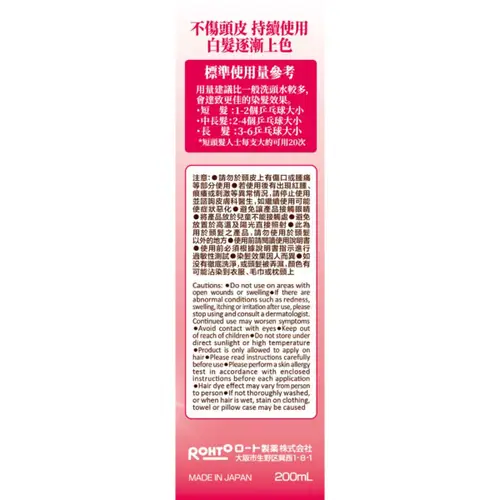 不傷頭皮 持續使用
白髮逐漸上色
標準使用量參考
用量建議比一般洗頭水較多,
會達致更佳的染髮效果。
•短　髮:1-2個乒乓球大小
•中長髮:2-4個乒乓球大小
•長　髮:3-6乒乓球大小
*短頭髮人士每支大約可用20次
注意:●請勿於頭皮上有傷口或腫痛
等部分使用●若使用後有出現紅腫、
痕癢或刺激等異常情況,請停止使用
並諮詢皮膚科醫生,如繼續使用可能
使症狀惡化●避免讓產品接觸眼睛
●將產品放於兒童不能接觸處●避免
放置於高溫及陽光直接照射●此為
用於頭髮之產品,請勿使用於頭髮
以外的地方●使用前請閱讀使用說明書
●使用前必須根據說明書指示進行
過敏性測試●染髮效果因人而異●如
沒有徹底洗淨,或頭髮被弄濕,顏色有
可能沾染到衣服、毛巾或枕頭上
Cautions: ●Do not use on areas with
open wounds or swelling●If there are
abnormal conditions such as redness,
swelling, itching or irritation after use, please
stop using and consult a dermatologist.
Continued use may worsen symptoms
●Avoid contact with eyes●Keep out
of reach of children●Do not store under
direct sunlight or high temperature
●Product is only allowed to apply on
hair●Please read instructions carefully
before use●Please perform a skin allergy
test in accordance with enclosed
instructions before each application
●Hair dye effect may vary from person
to person●If not thoroughly washed,
or when hair is wet, stain on clothing,
towel or pillow case may be caused
ROHTO ロート製薬株式会社
大阪市生野区巽西1-8-1
MADE IN JAPAN 200mL